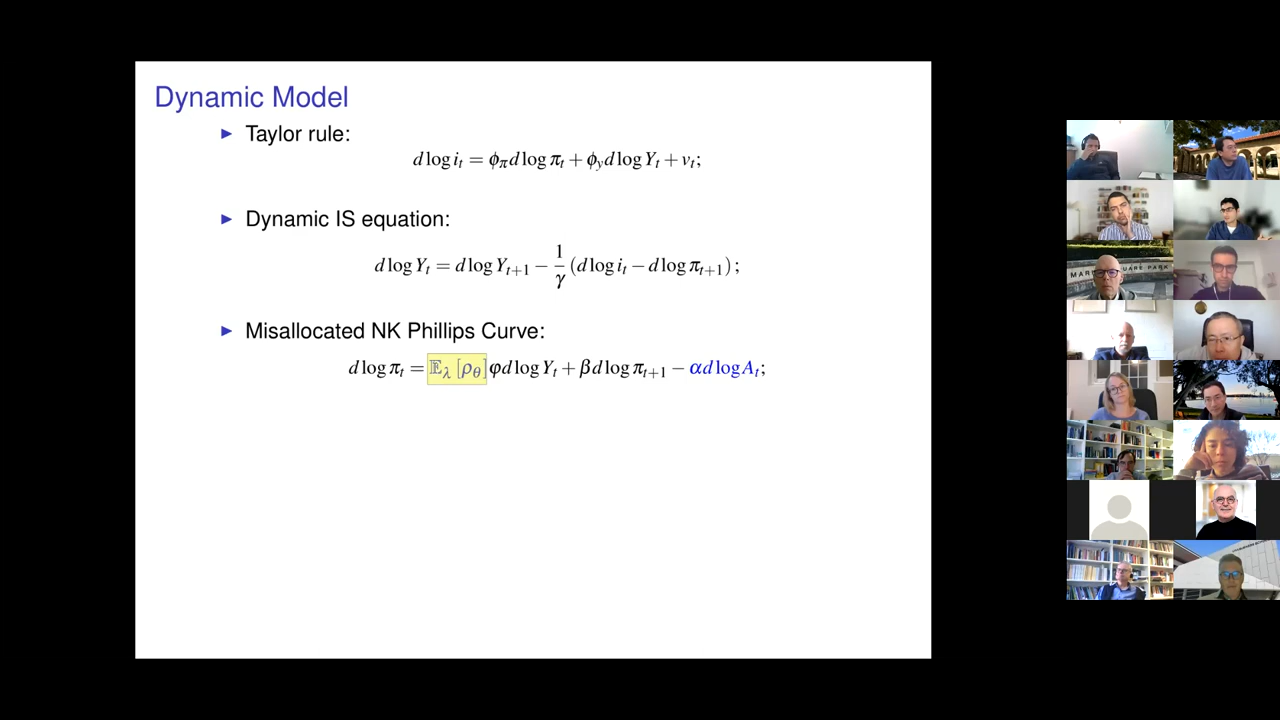 Dynamic Model
► Taylor rule:
d log i_t = ϕ_π d log π_t + ϕ_y d log Y_t + v_t;
► Dynamic IS equation:
d log Y_t = d log Y_{t+1} − 1/γ (d log i_t − d log π_{t+1});
► Misallocated NK Phillips Curve:
d log π_t = 𝔼_λ [ρ_θ] φ d log Y_t + β d log π_{t+1} − α d log A_t;